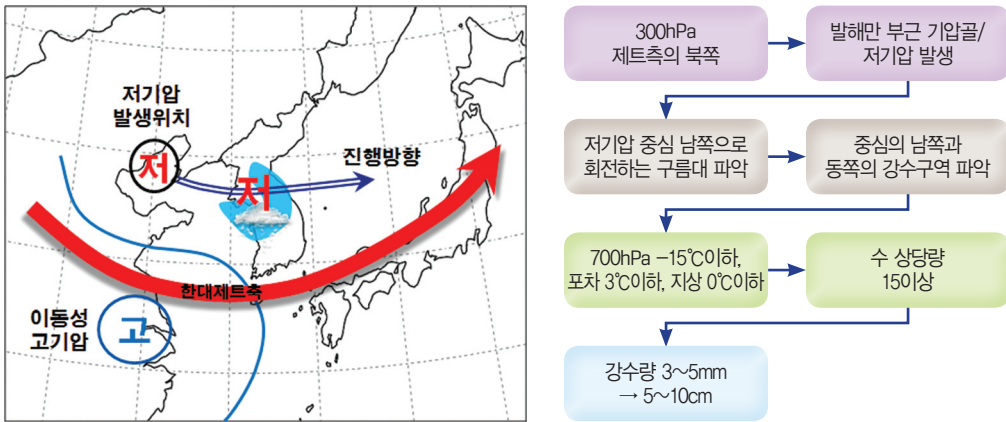 저기압
발생위치
저
저
진행방향
한대제트축
이동성
고기압
고
300hPa
제트측의 북쪽
발해만 부근 기압골/
저기압 발생
저기압 중심 남쪽으로
회전하는 구름대 파악
중심의 남쪽과
동쪽의 강수구역 파악
700hPa -15℃이하,
포차 3℃이하, 지상 0℃이하
수 상당량
15이상
강수량 3~5mm
→ 5~10cm